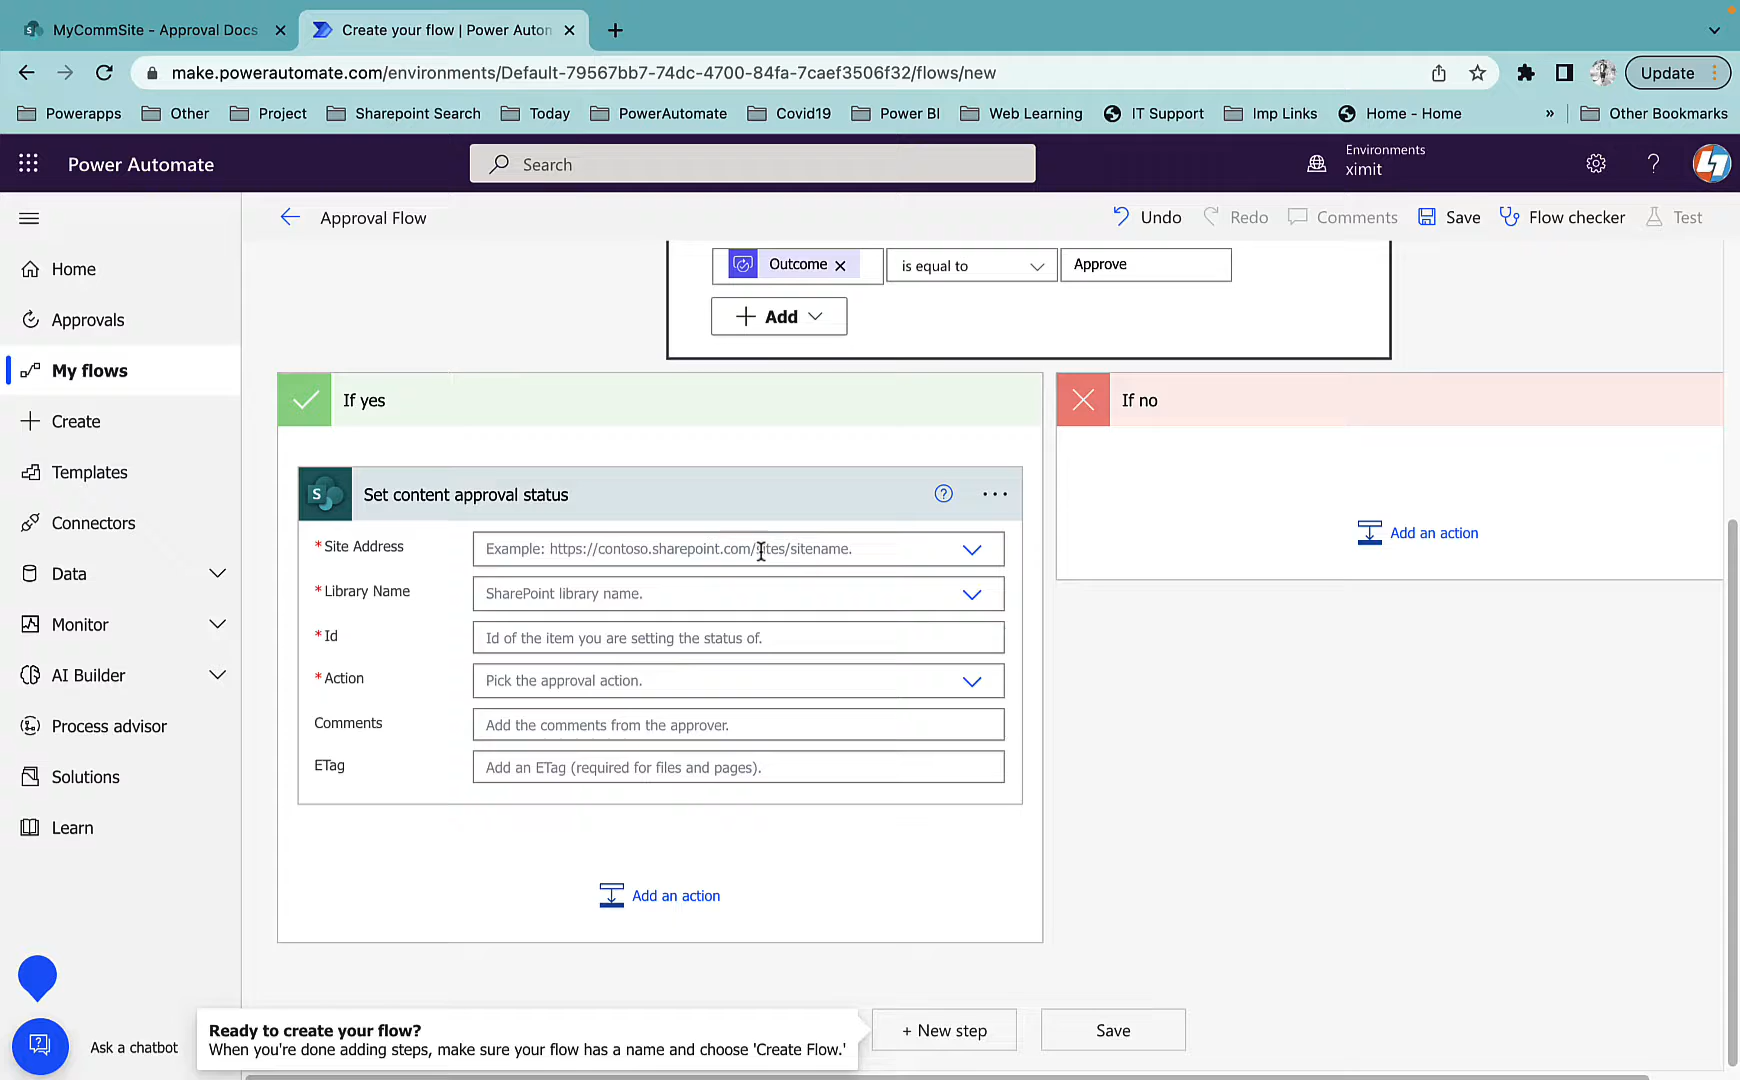 MyCommSite - Approval Docs
Create your flow | Power Autom
make.powerautomate.com/environments/Default-79567bb7-74dc-4700-84fa-7caef3506f32/flows/new
Update
Powerapps
Other
Project
Sharepoint Search
Today
PowerAutomate
Covid19
Power BI
Web Learning
IT Support
Imp Links
Home - Home
»
Other Bookmarks
Power Automate
Search
Environments
ximit
?
Approval Flow
Undo
Redo
Comments
Save
Flow checker
Test
Home
Approvals
My flows
Create
Templates
Connectors
Data
Monitor
AI Builder
Process advisor
Solutions
Learn
Outcome
is equal to
Approve
Add
If yes
If no
S
Set content approval status
?
* Site Address
Example: https://contoso.sharepoint.com/sites/sitename.
* Library Name
SharePoint library name.
* Id
Id of the item you are setting the status of.
* Action
Pick the approval action.
Comments
Add the comments from the approver.
ETag
Add an ETag (required for files and pages).
Add an action
Add an action
Ask a chatbot
Ready to create your flow?
When you're done adding steps, make sure your flow has a name and choose 'Create Flow.'
+ New step
Save